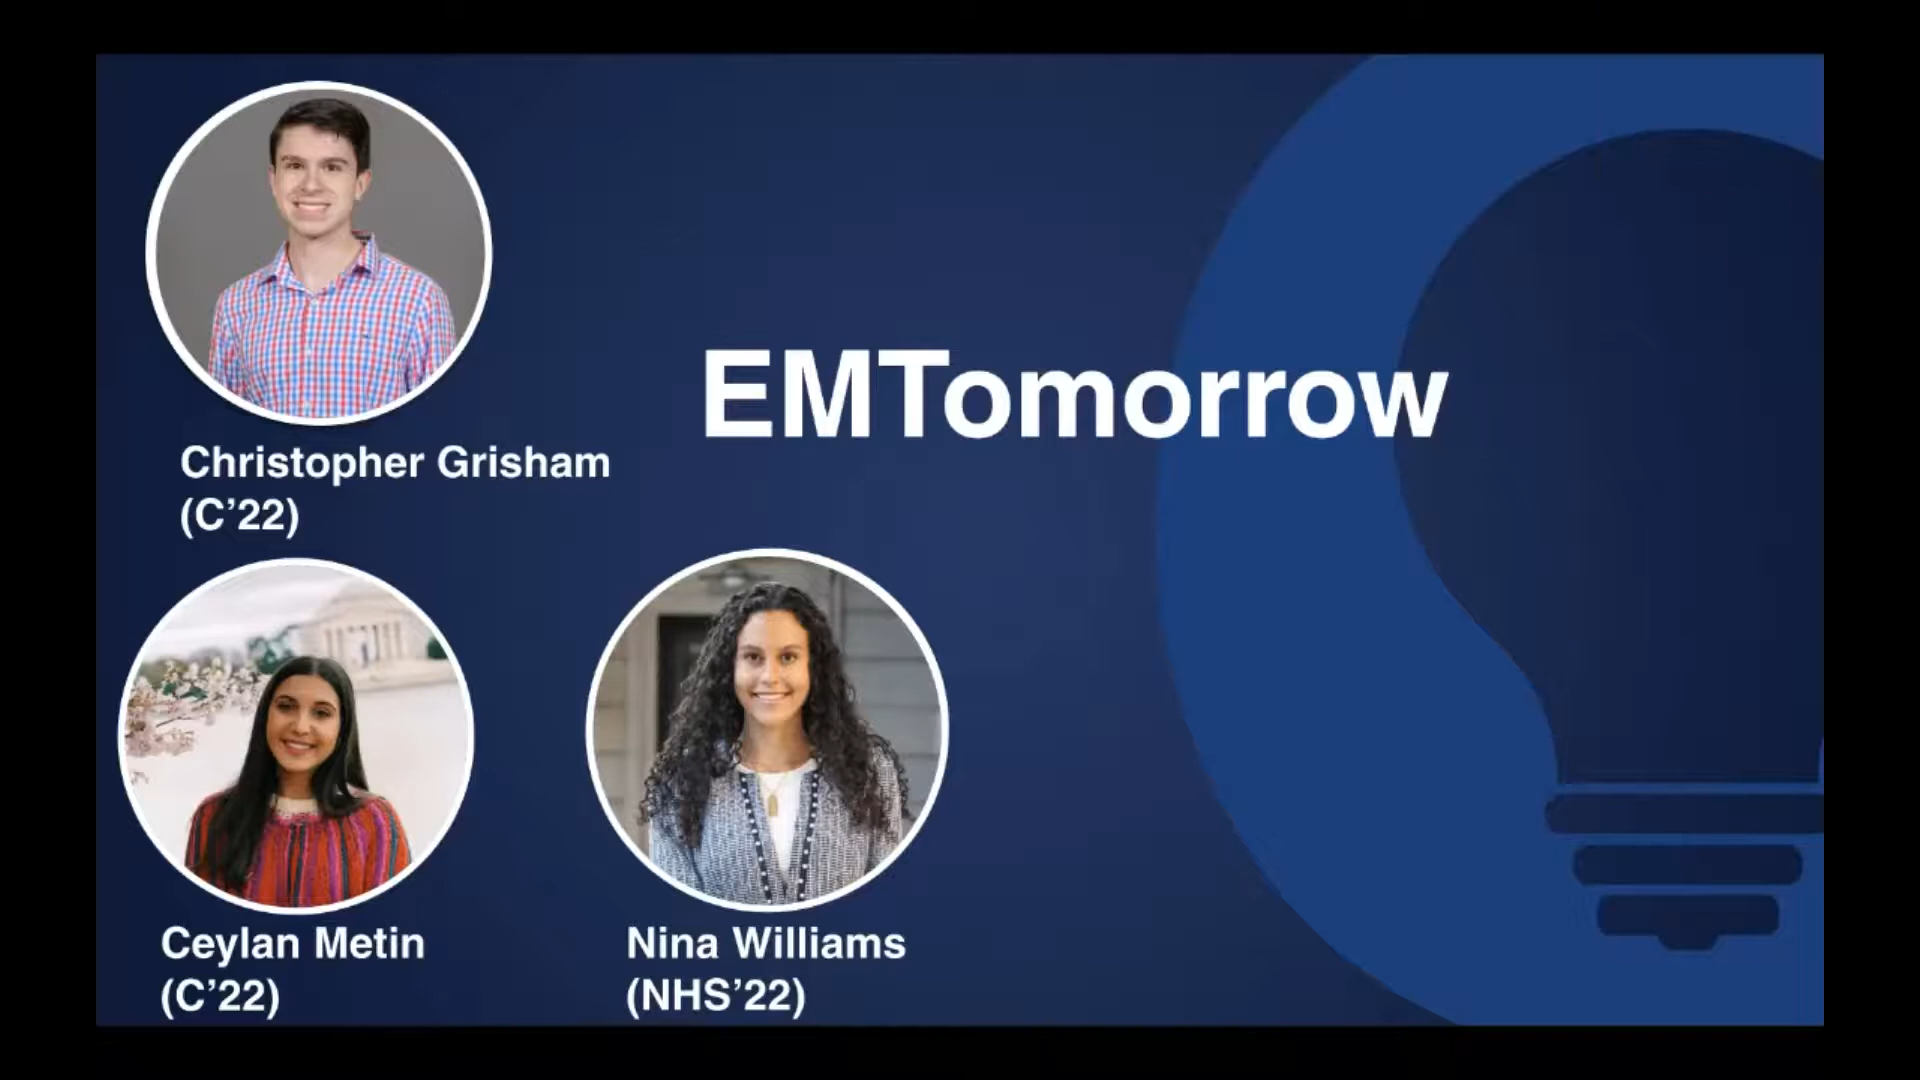 EMTomorrow
Christopher Grisham
(C’22)
Ceylan Metin
(C’22)
Nina Williams
(NHS’22)